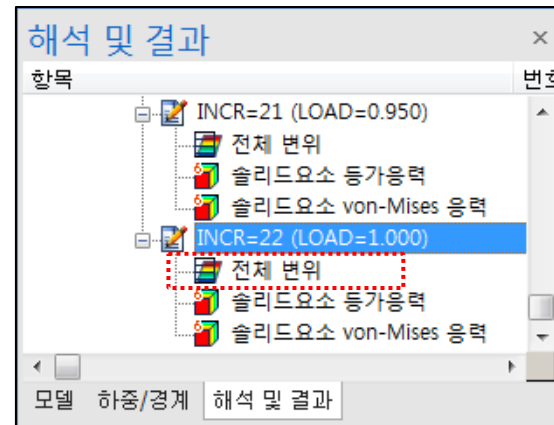 해석 및 결과
항목 번호
INCR=21 (LOAD=0.950)
전체 변위
솔리드요소 등가응력
솔리드요소 von-Mises 응력
INCR=22 (LOAD=1.000)
전체 변위
솔리드요소 등가응력
솔리드요소 von-Mises 응력
모델 하중/경계 해석 및 결과